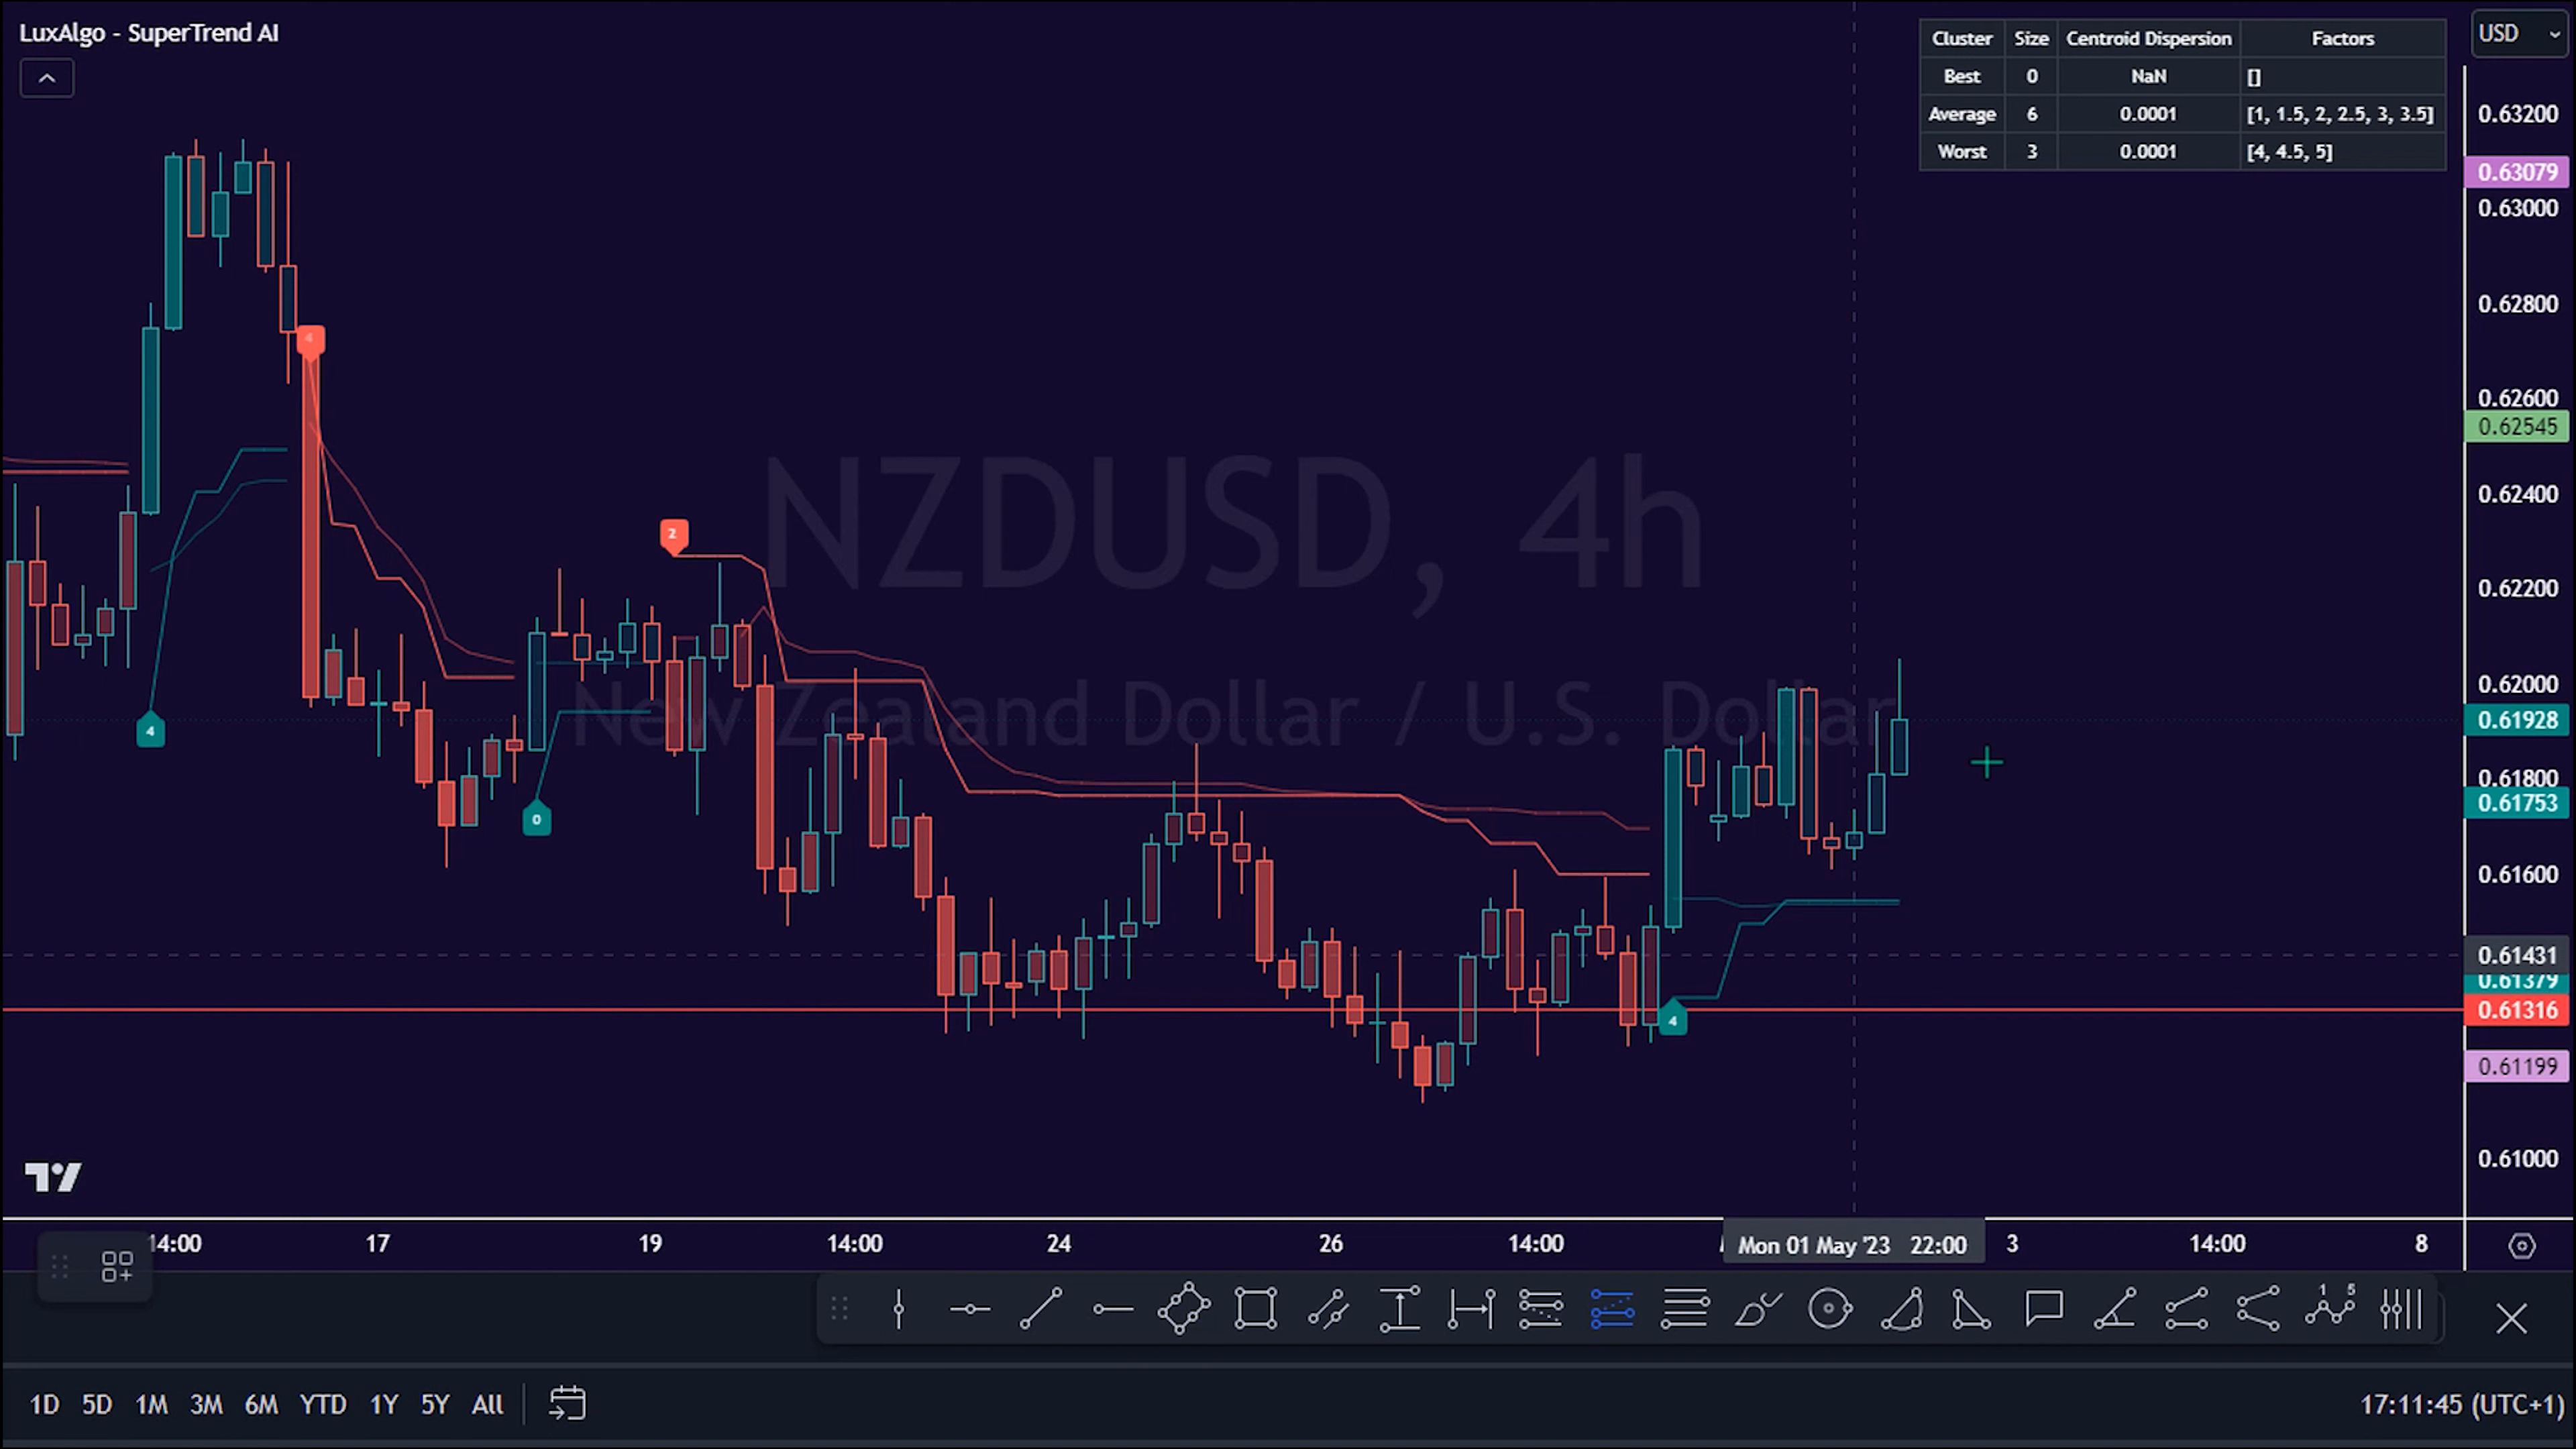 LuxAlgo - SuperTrend AI
Cluster Size Centroid Dispersion Factors
Best 0 NaN []
Average 6 0.0001 [1, 1.5, 2, 2.5, 3, 3.5]
Worst 3 0.0001 [4, 4.5, 5]
USD
0.63200
0.63079
0.63000
0.62800
0.62600
0.62545
0.62400
0.62200
0.62000
0.61928
0.61800
0.61753
0.61600
0.61431
0.61379
0.61316
0.61199
0.61000
NZDUSD, 4h
New Zealand Dollar / U.S. Dollar
4
2
4
0
4
14:00 17 19 14:00 24 26 14:00 Mon 01 May '23 22:00 3 14:00 8
1 5
1D 5D 1M 3M 6M YTD 1Y 5Y All
17:11:45 (UTC+1)